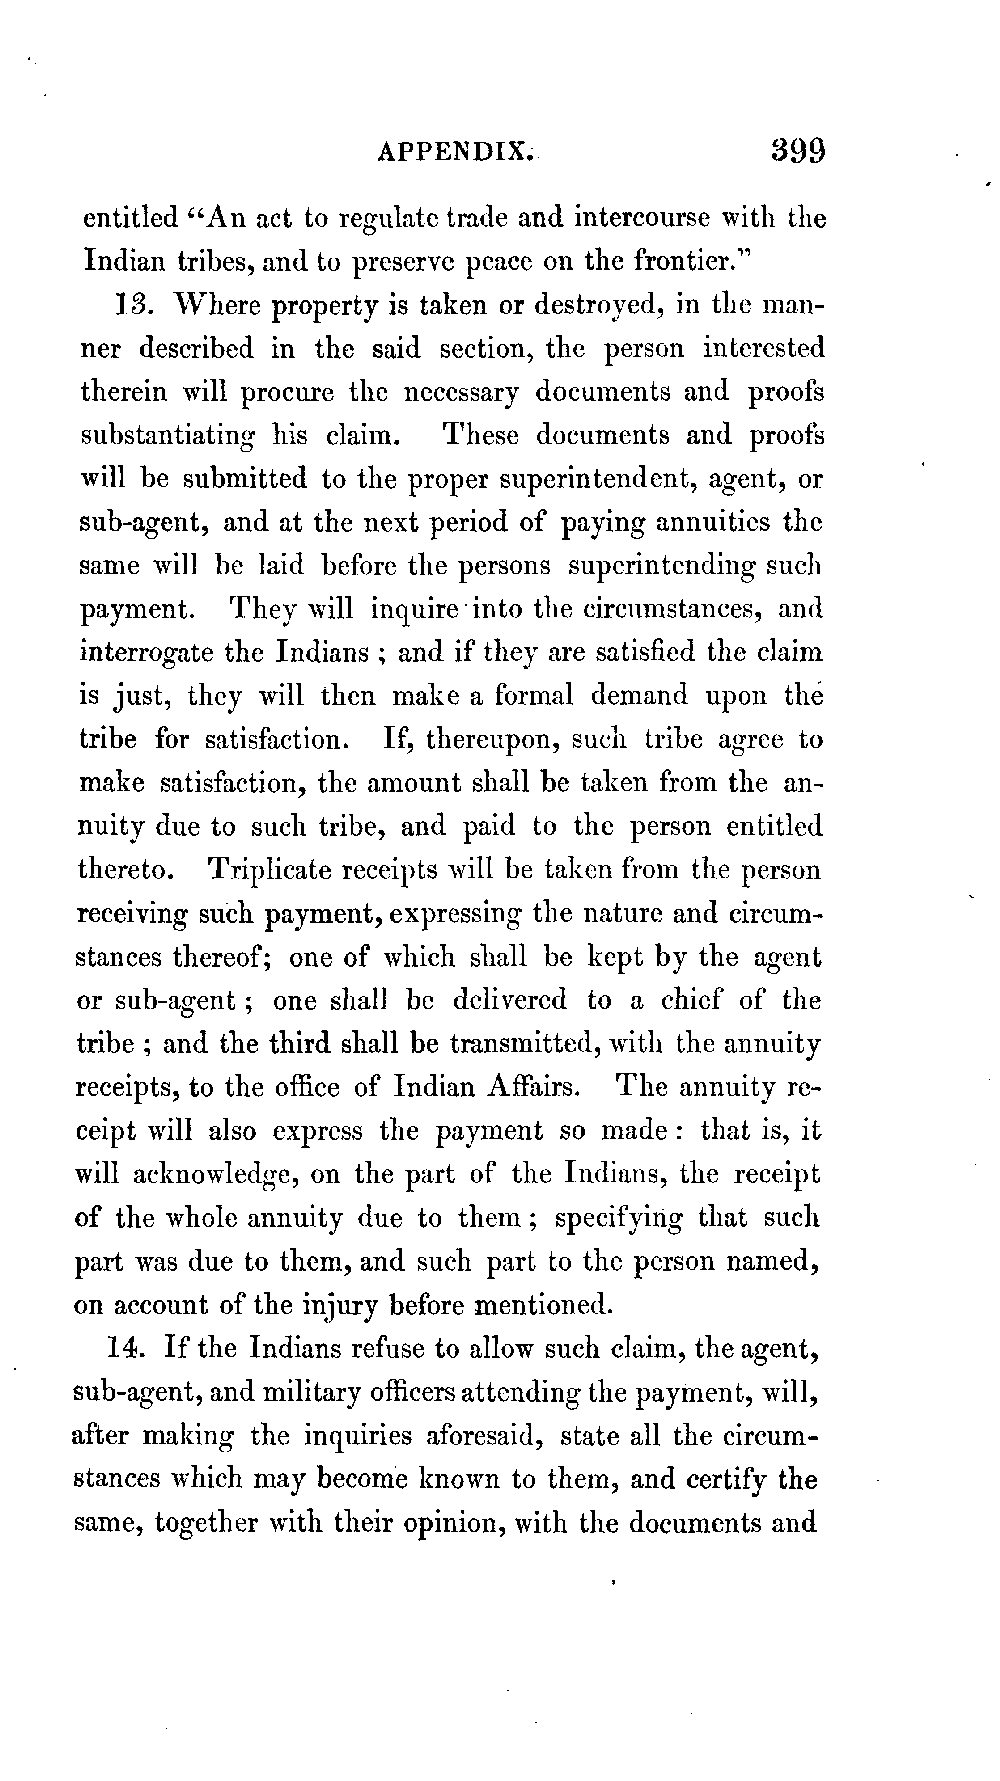 APPENDIX. 399
entitled “An act to regulate trade and intercourse with the
Indian tribes, and to preserve peace on the frontier.”
13. Where property is taken or destroyed, in the man-
ner described in the said section, the person interested
therein will procure the necessary documents and proofs
substantiating his claim. These documents and proofs
will be submitted to the proper superintendent, agent, or
sub-agent, and at the next period of paying annuities the
same will be laid before the persons superintending such
payment. They will inquire into the circumstances, and
interrogate the Indians ; and if they are satisfied the claim
is just, they will then make a formal demand upon the
tribe for satisfaction. If, thereupon, such tribe agree to
make satisfaction, the amount shall be taken from the an-
nuity due to such tribe, and paid to the person entitled
thereto. Triplicate receipts will be taken from the person
receiving such payment, expressing the nature and circum-
stances thereof; one of which shall be kept by the agent
or sub-agent ; one shall be delivered to a chief of the
tribe ; and the third shall be transmitted, with the annuity
receipts, to the office of Indian Affairs. The annuity re-
ceipt will also express the payment so made : that is, it
will acknowledge, on the part of the Indians, the receipt
of the whole annuity due to them ; specifying that such
part was due to them, and such part to the person named,
on account of the injury before mentioned.
14. If the Indians refuse to allow such claim, the agent,
sub-agent, and military officers attending the payment, will,
after making the inquiries aforesaid, state all the circum-
stances which may become known to them, and certify the
same, together with their opinion, with the documents and